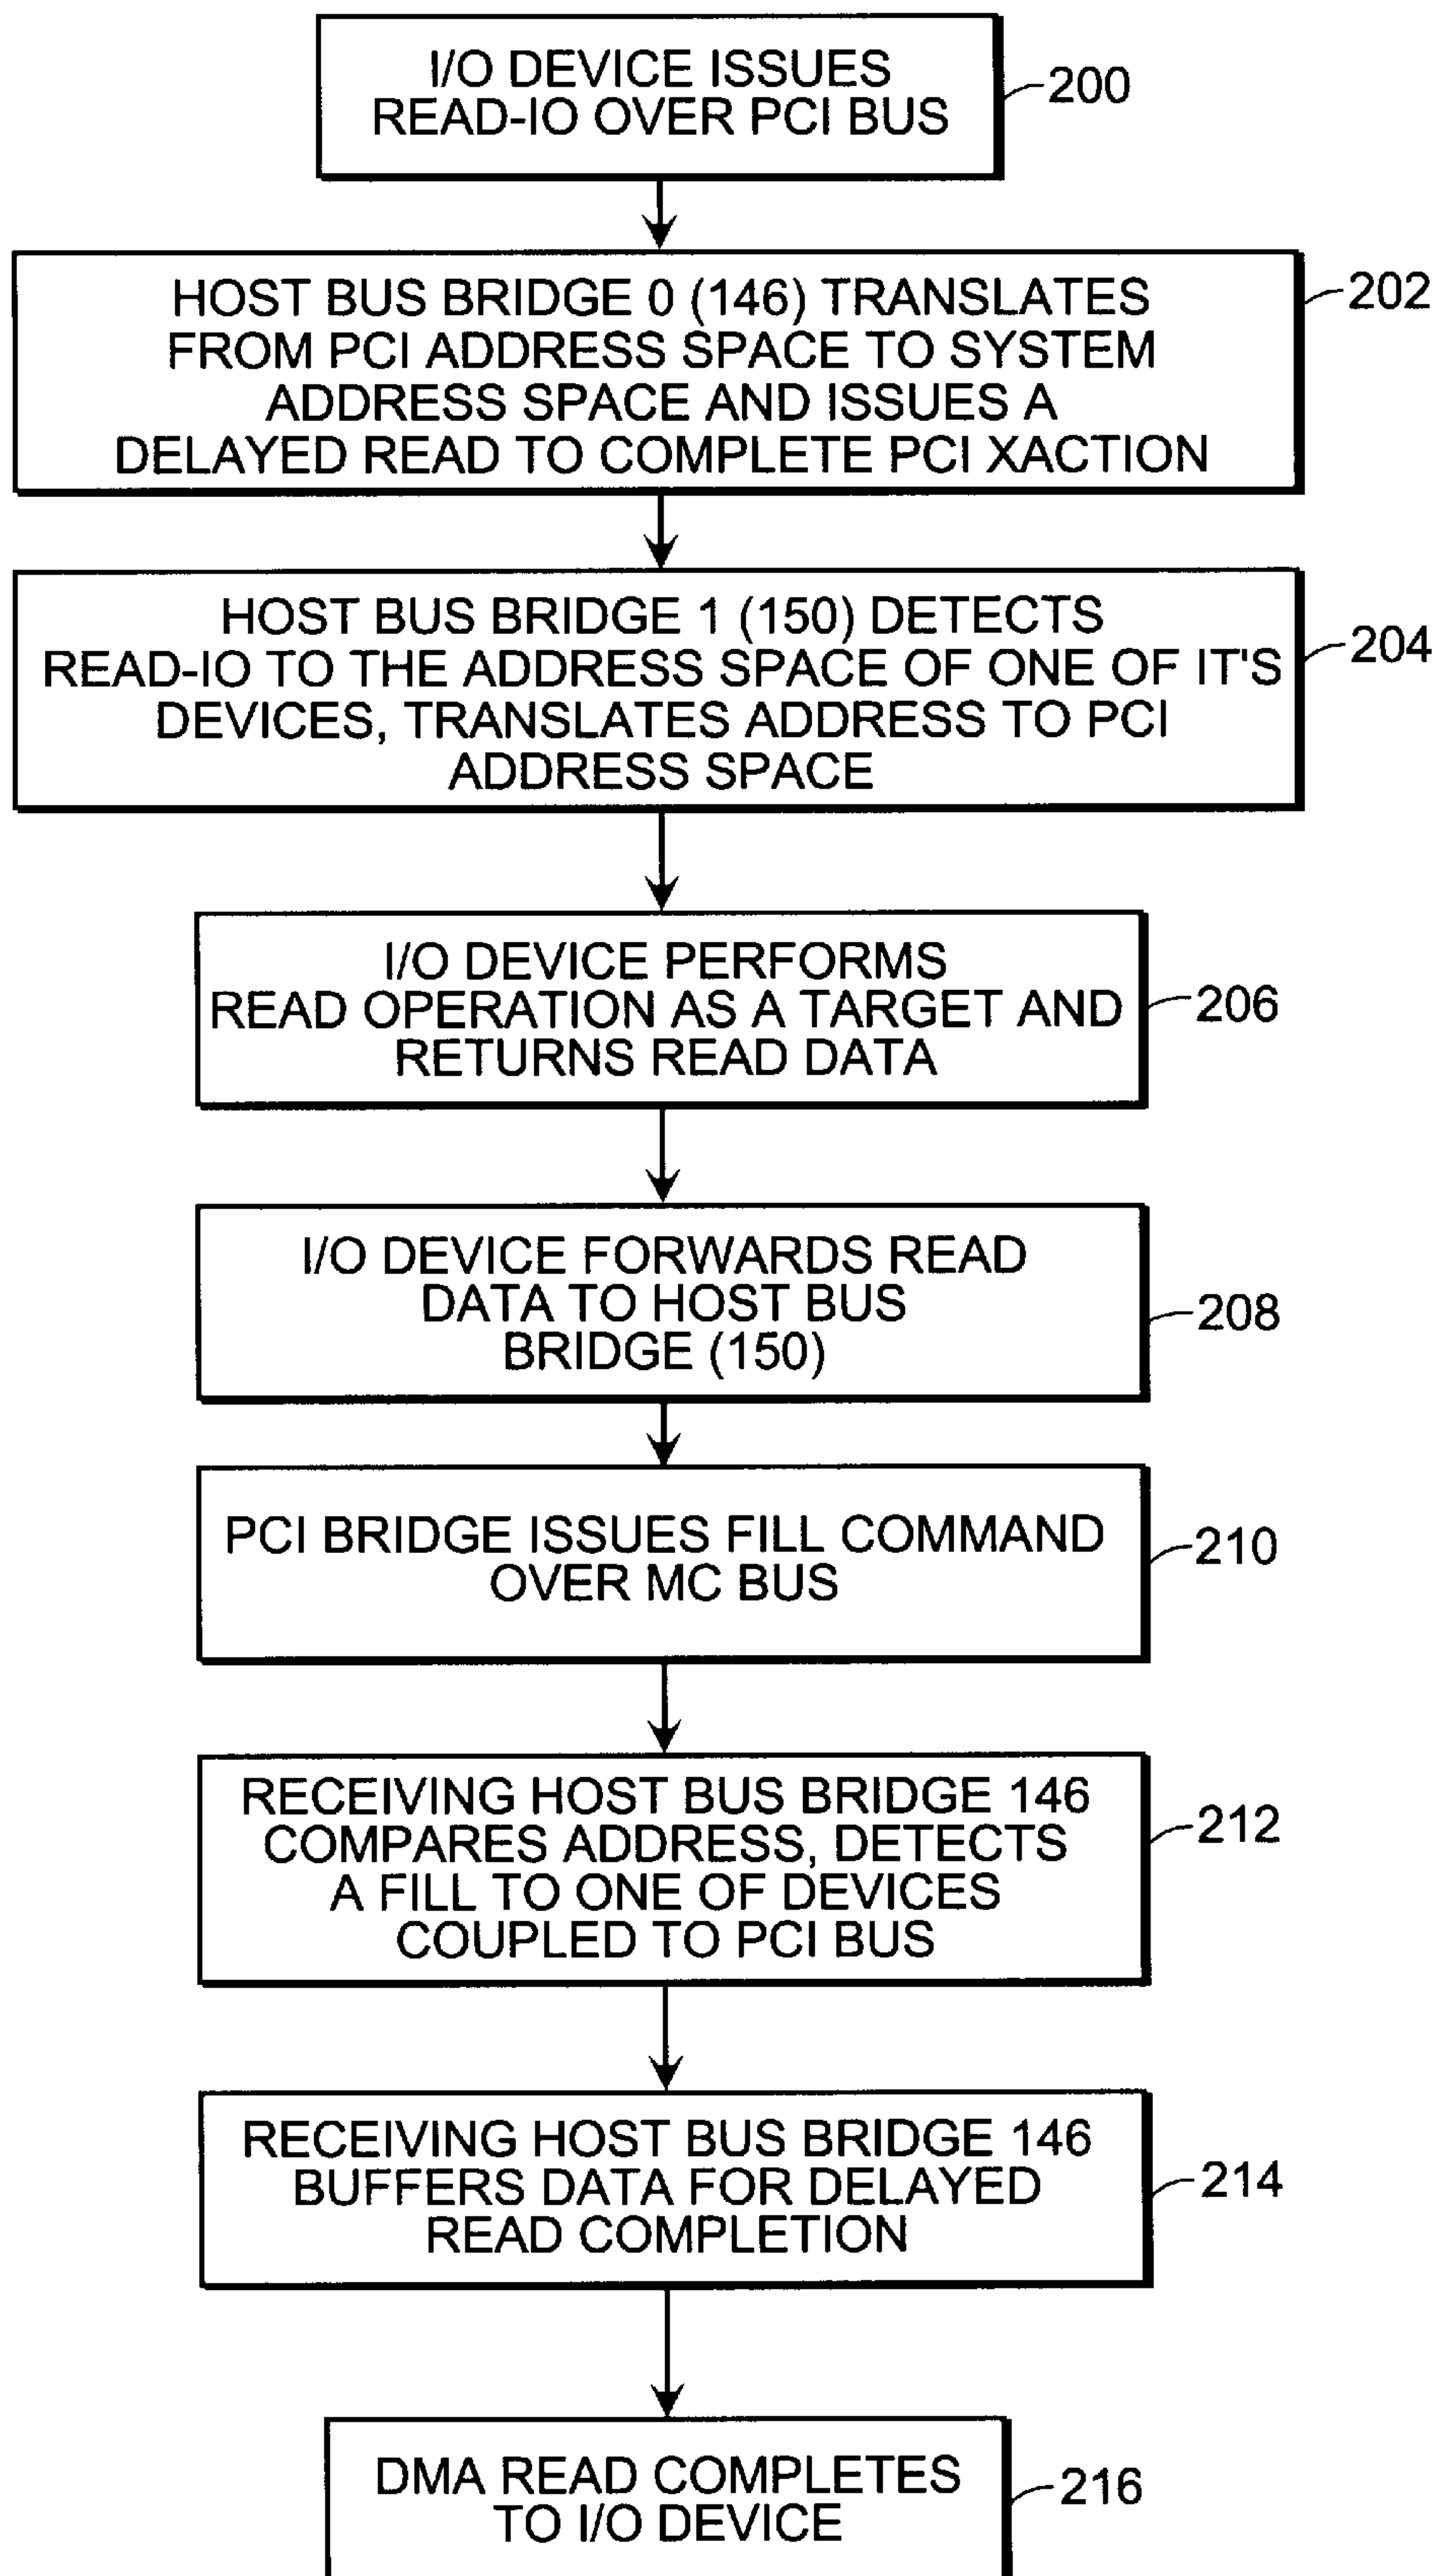 I/O DEVICE ISSUES
READ-IO OVER PCI BUS
200
HOST BUS BRIDGE 0 (146) TRANSLATES
FROM PCI ADDRESS SPACE TO SYSTEM
ADDRESS SPACE AND ISSUES A
DELAYED READ TO COMPLETE PCI XACTION
202
HOST BUS BRIDGE 1 (150) DETECTS
READ-IO TO THE ADDRESS SPACE OF ONE OF IT'S
DEVICES, TRANSLATES ADDRESS TO PCI
ADDRESS SPACE
204
I/O DEVICE PERFORMS
READ OPERATION AS A TARGET AND
RETURNS READ DATA
206
I/O DEVICE FORWARDS READ
DATA TO HOST BUS
BRIDGE (150)
208
PCI BRIDGE ISSUES FILL COMMAND
OVER MC BUS
210
RECEIVING HOST BUS BRIDGE 146
COMPARES ADDRESS, DETECTS
A FILL TO ONE OF DEVICES
COUPLED TO PCI BUS
212
RECEIVING HOST BUS BRIDGE 146
BUFFERS DATA FOR DELAYED
READ COMPLETION
214
DMA READ COMPLETES
TO I/O DEVICE
216